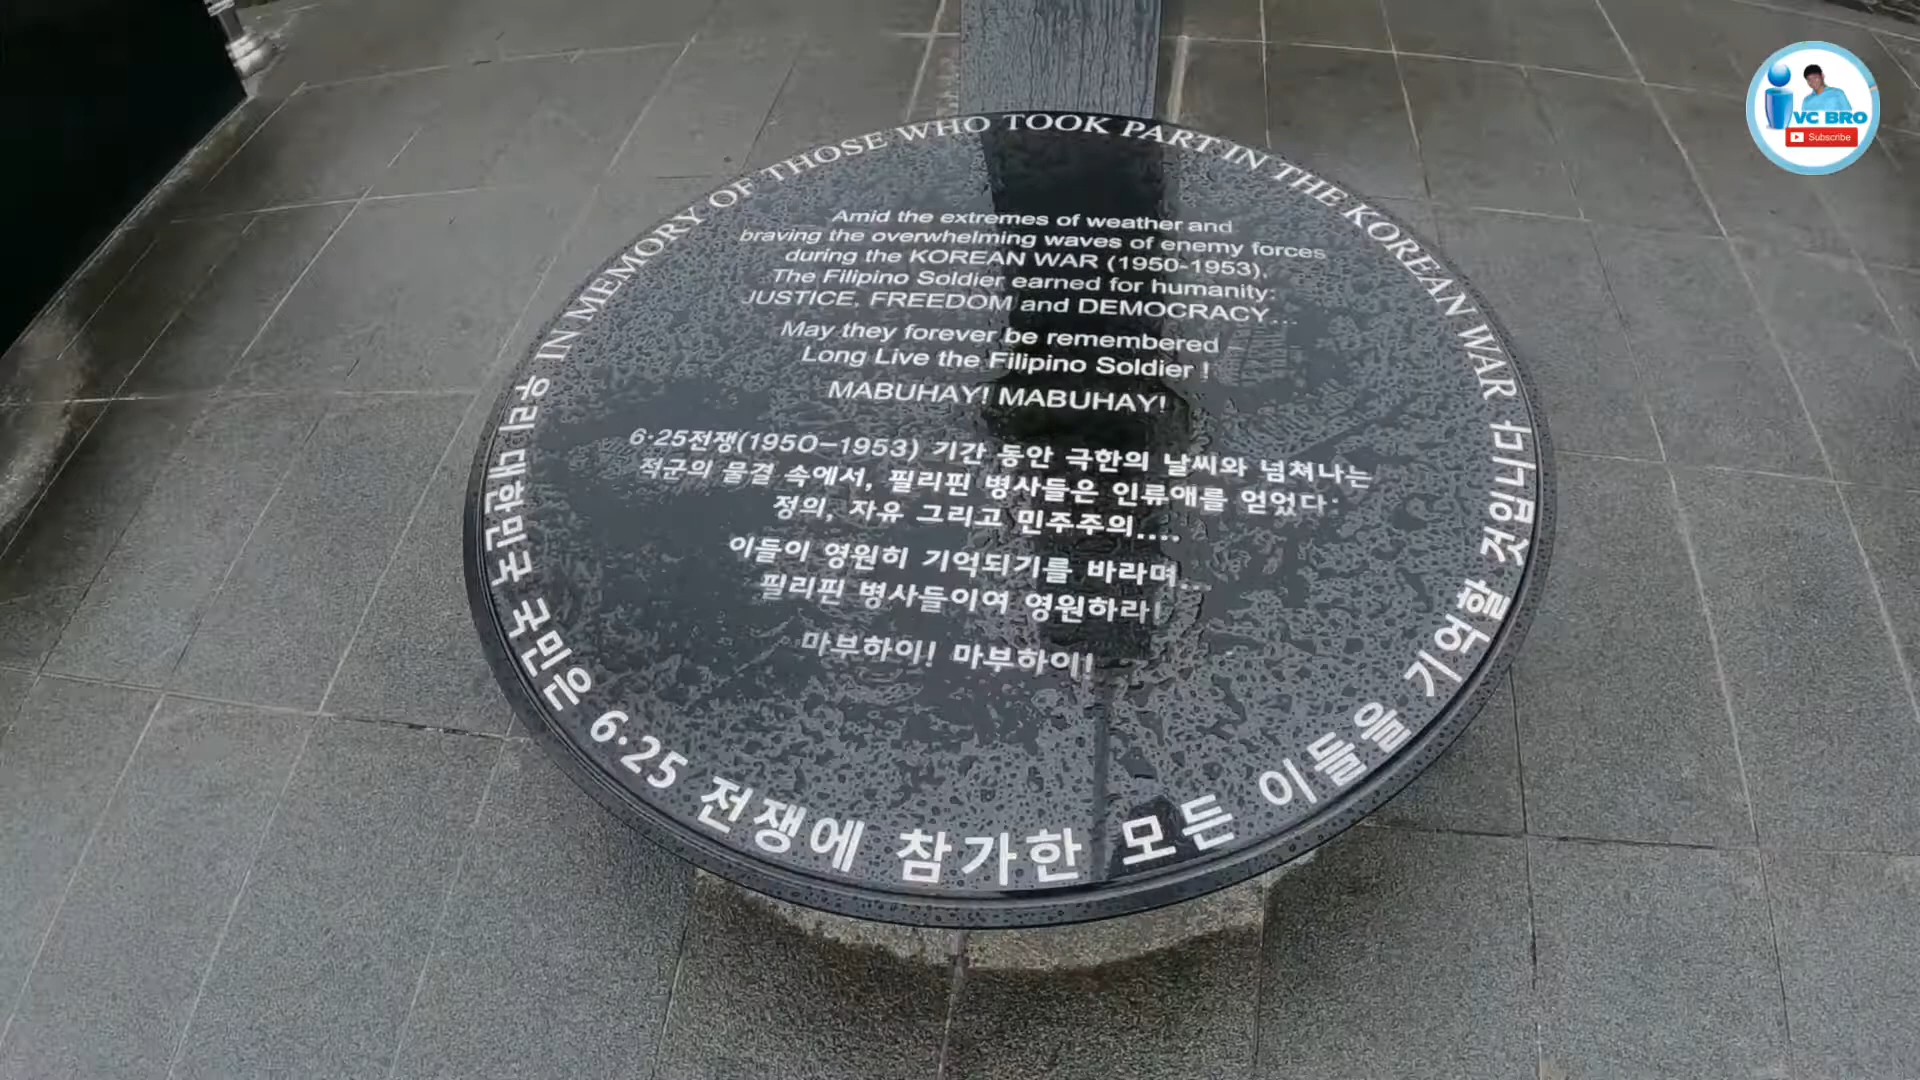 IN MEMORY OF THOSE WHO TOOK PART IN THE KOREAN WAR
Amid the extremes of weather and
braving the overwhelming waves of enemy forces
during the KOREAN WAR (1950-1953),
The Filipino Soldier earned for humanity:
JUSTICE, FREEDOM and DEMOCRACY...
May they forever be remembered –
Long Live the Filipino Soldier !
MABUHAY! MABUHAY!
6·25전쟁(1950–1953) 기간 동안 극한의 날씨와 넘쳐나는
적군의 물결 속에서, 필리핀 병사들은 인류애를 얻었다:
정의, 자유 그리고 민주주의....
이들이 영원히 기억되기를 바라며...
필리핀 병사들이여 영원하라!
마부하이! 마부하이!
우리 대한민국 국민은 6·25 전쟁에 참가한 모든 이들을 기억할 것입니다
VC BRO
Subscribe